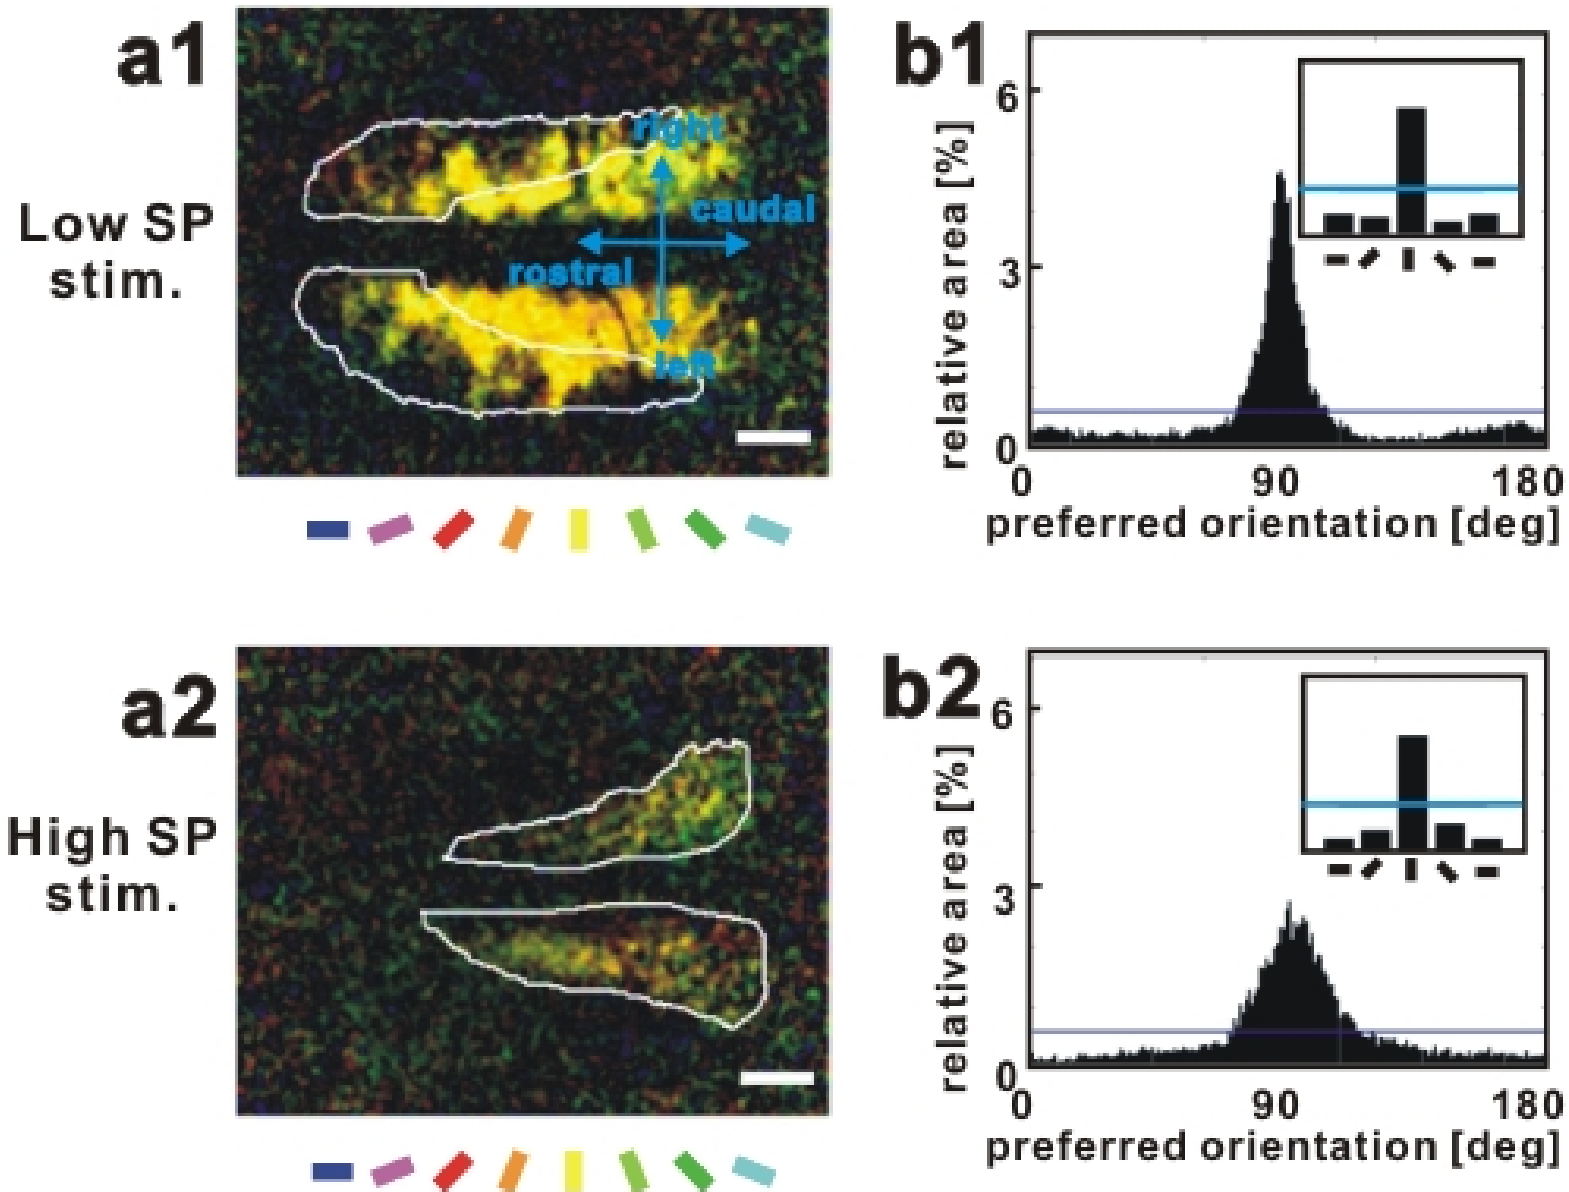 a1
Low SP
stim.
right
caudal
rostral
left
b1
relative area [%]
6
3
0
0 90 180
preferred orientation [deg]
a2
High SP
stim.
b2
relative area [%]
6
3
0
0 90 180
preferred orientation [deg]